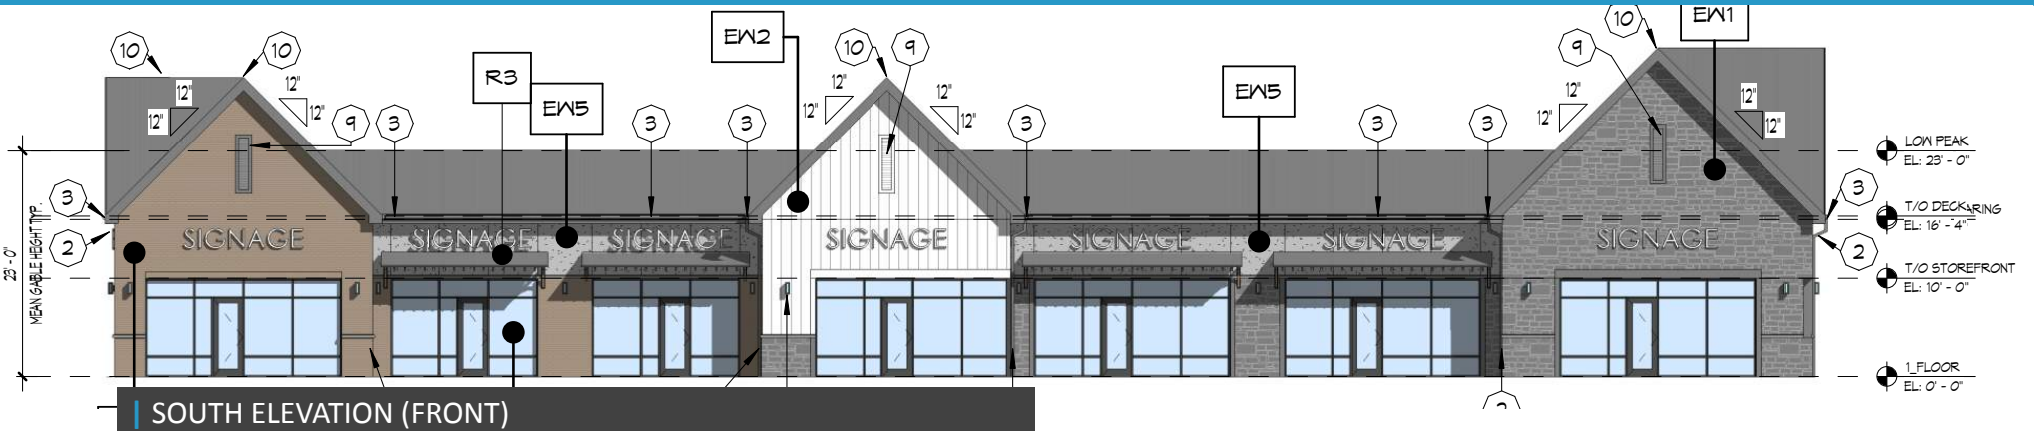 10
10
12"
12"
12"
12"
9
3
R3
EW5
3
3
EW2
10
9
12"
12"
12"
12"
3
EW5
3
3
10
9
EW1
12"
12"
12"
12"
LOW PEAK
EL: 23' - 0"
3
T/O DECK
EL: 16' - 4"
2
T/O STOREFRONT
EL: 10' - 0"
1_FLOOR
EL: 0' - 0"
3
2
23' - 0"
MEAN GABLE HEIGHT TYP.
SIGNAGE
SIGNAGE
SIGNAGE
SIGNAGE
SIGNAGE
SIGNAGE
SIGNAGE
SOUTH ELEVATION (FRONT)